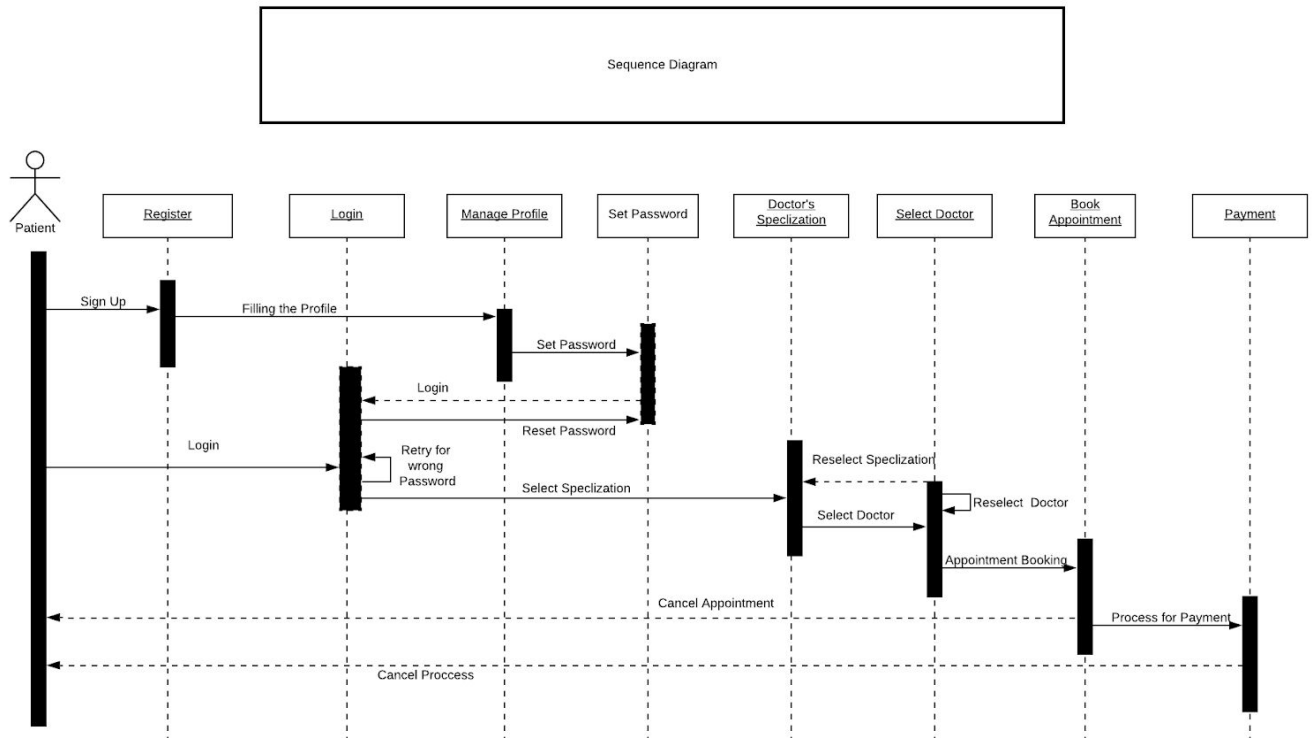 Sequence Diagram
Patient
Register
Login
Manage Profile
Set Password
Doctor's
Speclization
Select Doctor
Book
Appointment
Payment
Sign Up
Filling the Profile
Set Password
Login
Reset Password
Login
Retry for
wrong
Password
Reselect Speclization
Select Speclization
Reselect Doctor
Select Doctor
Appointment Booking
Cancel Appointment
Process for Payment
Cancel Proccess